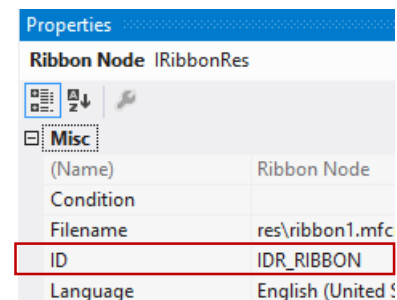 Properties
Ribbon Node IRibbonRes
Misc
(Name) Ribbon Node
Condition
Filename res\ribbon1.mfc
ID IDR_RIBBON
Language English (United S